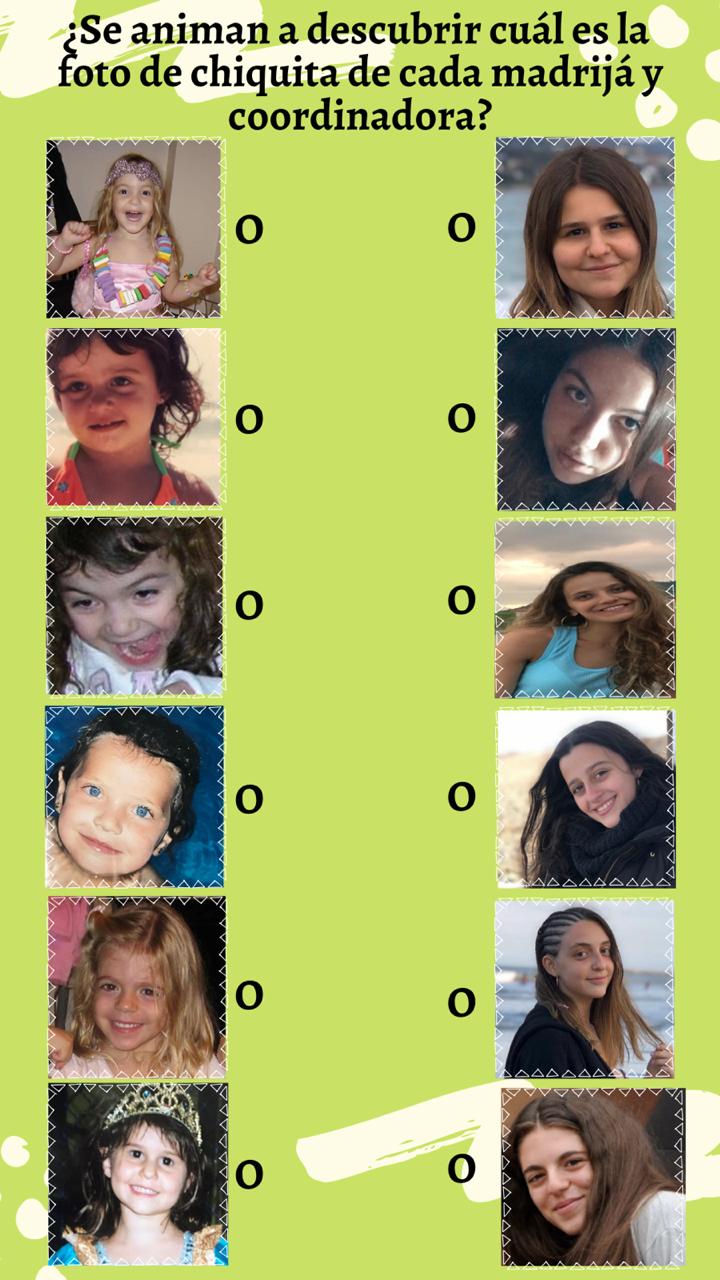 ¿Se animan a descubrir cuál es la
foto de chiquita de cada madrijá y
coordinadora?
o o
o o
o o
o o
o o
o o